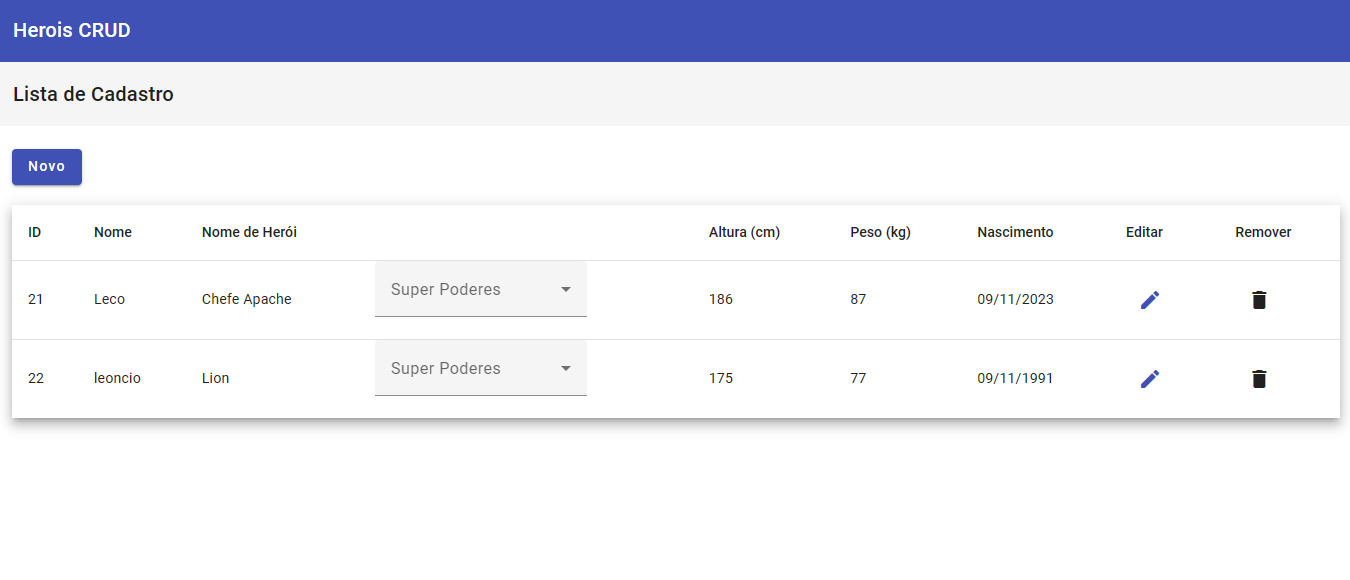 Herois CRUD
Lista de Cadastro
Novo
ID Nome Nome de Herói Altura (cm) Peso (kg) Nascimento Editar Remover
21 Leco Chefe Apache Super Poderes 186 87 09/11/2023
22 leoncio Lion Super Poderes 175 77 09/11/1991